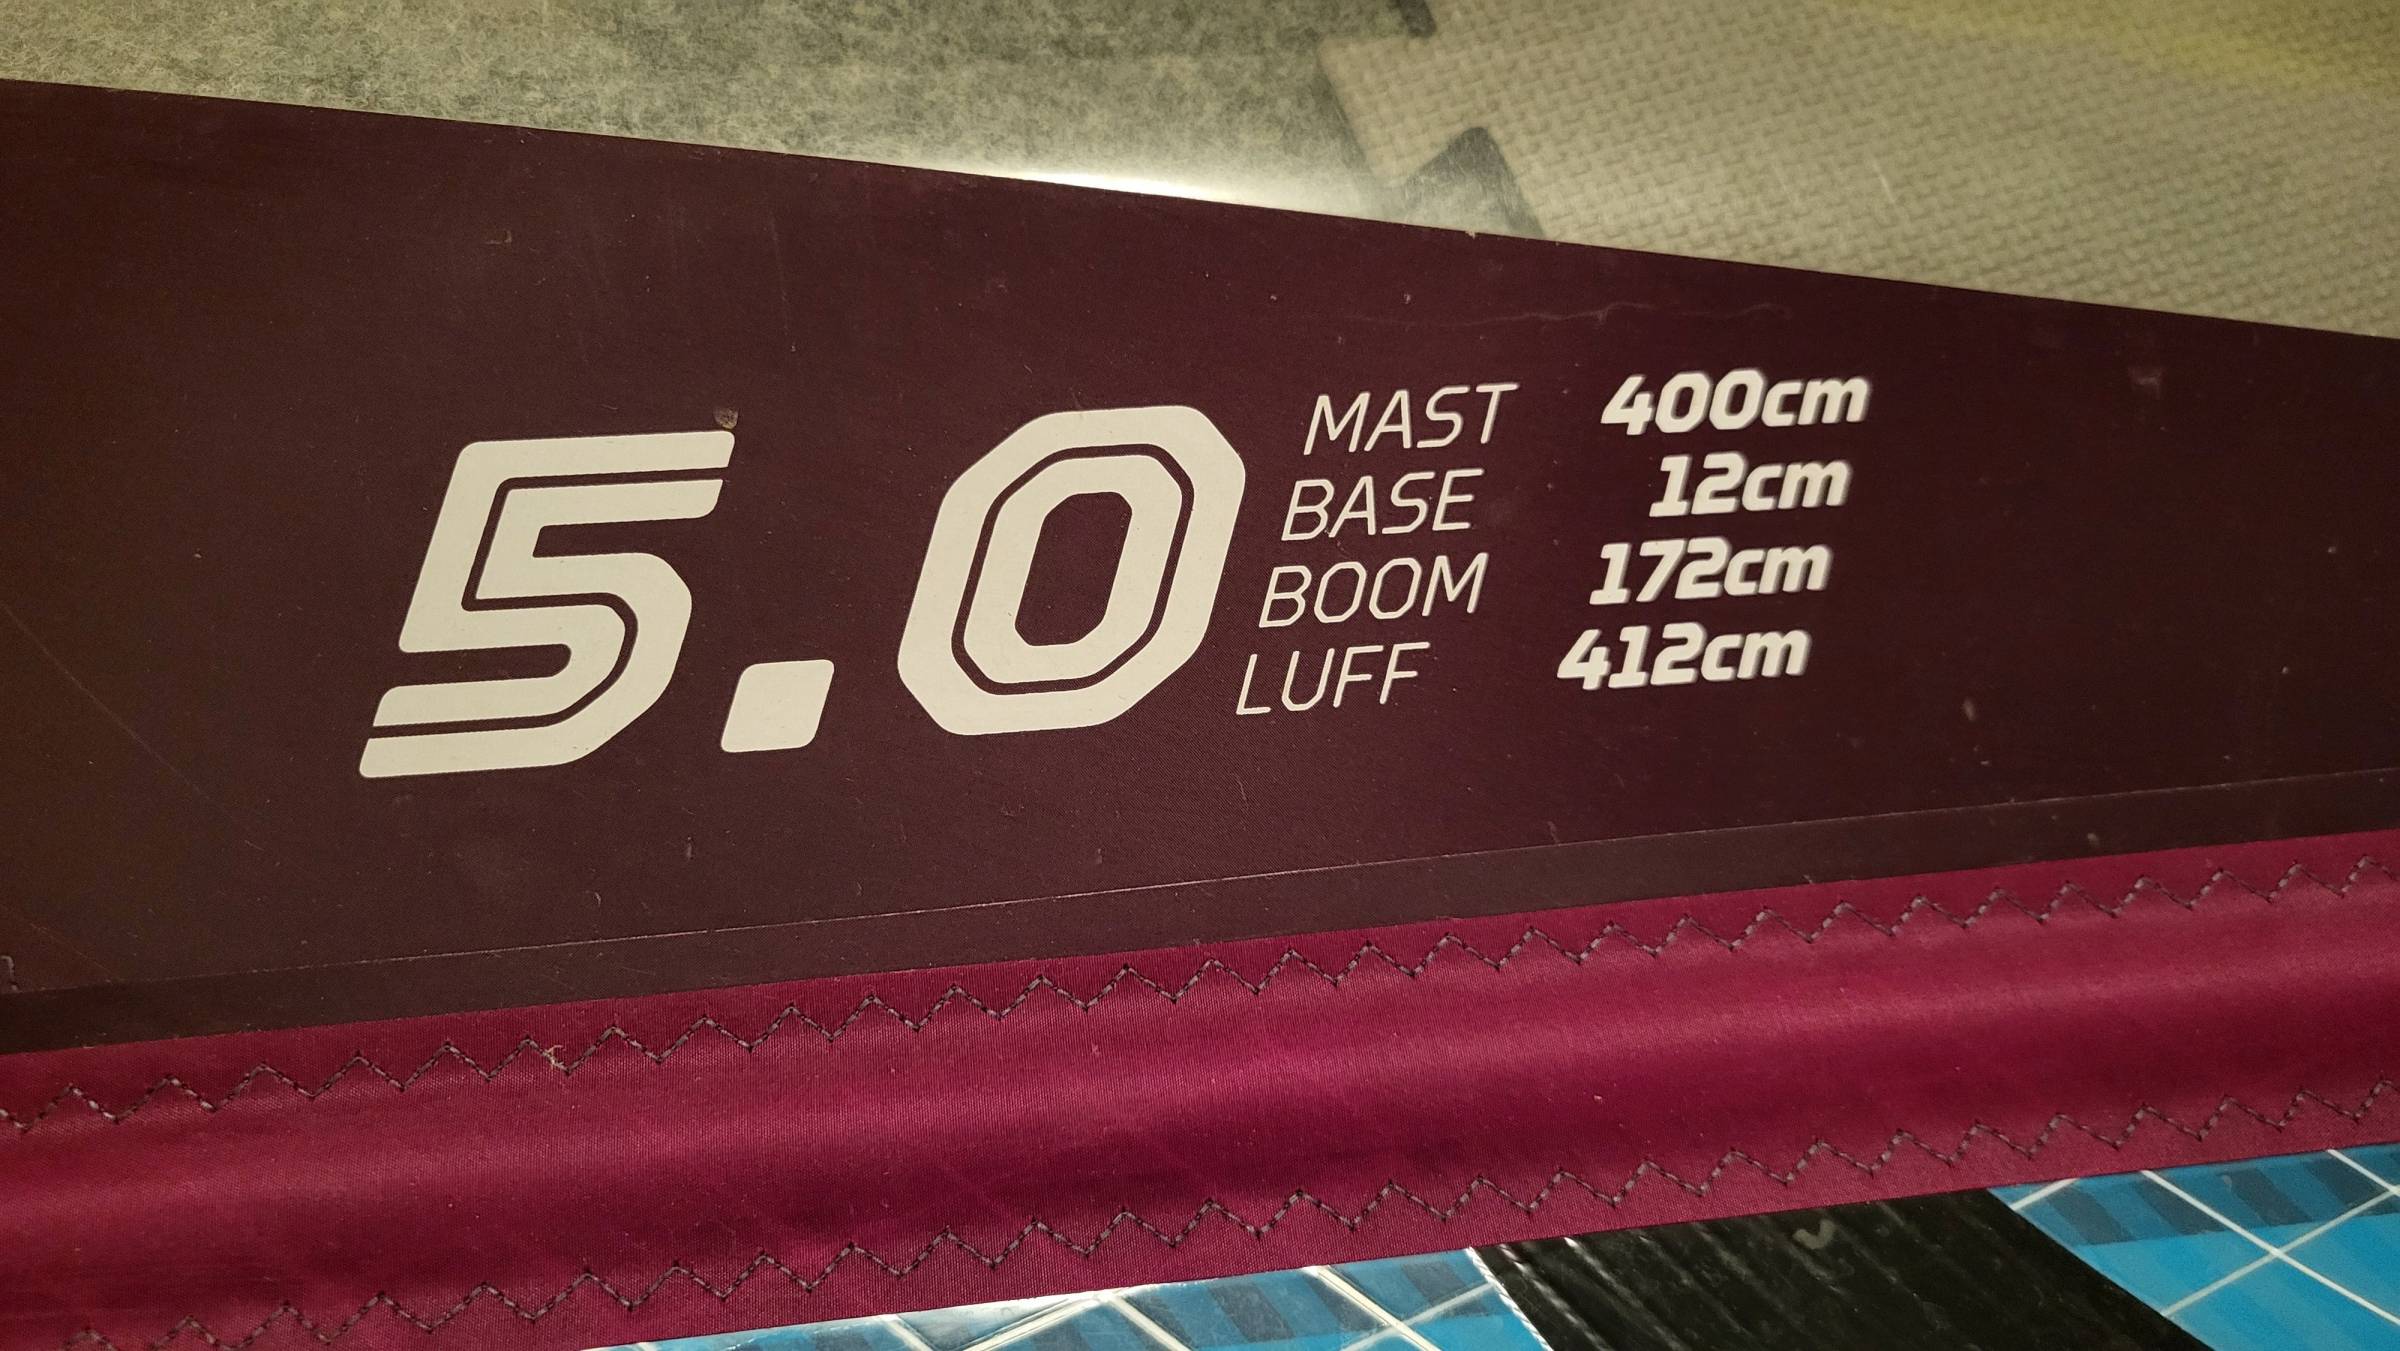 5.0
MAST 400cm
BASE 12cm
BOOM 172cm
LUFF 412cm